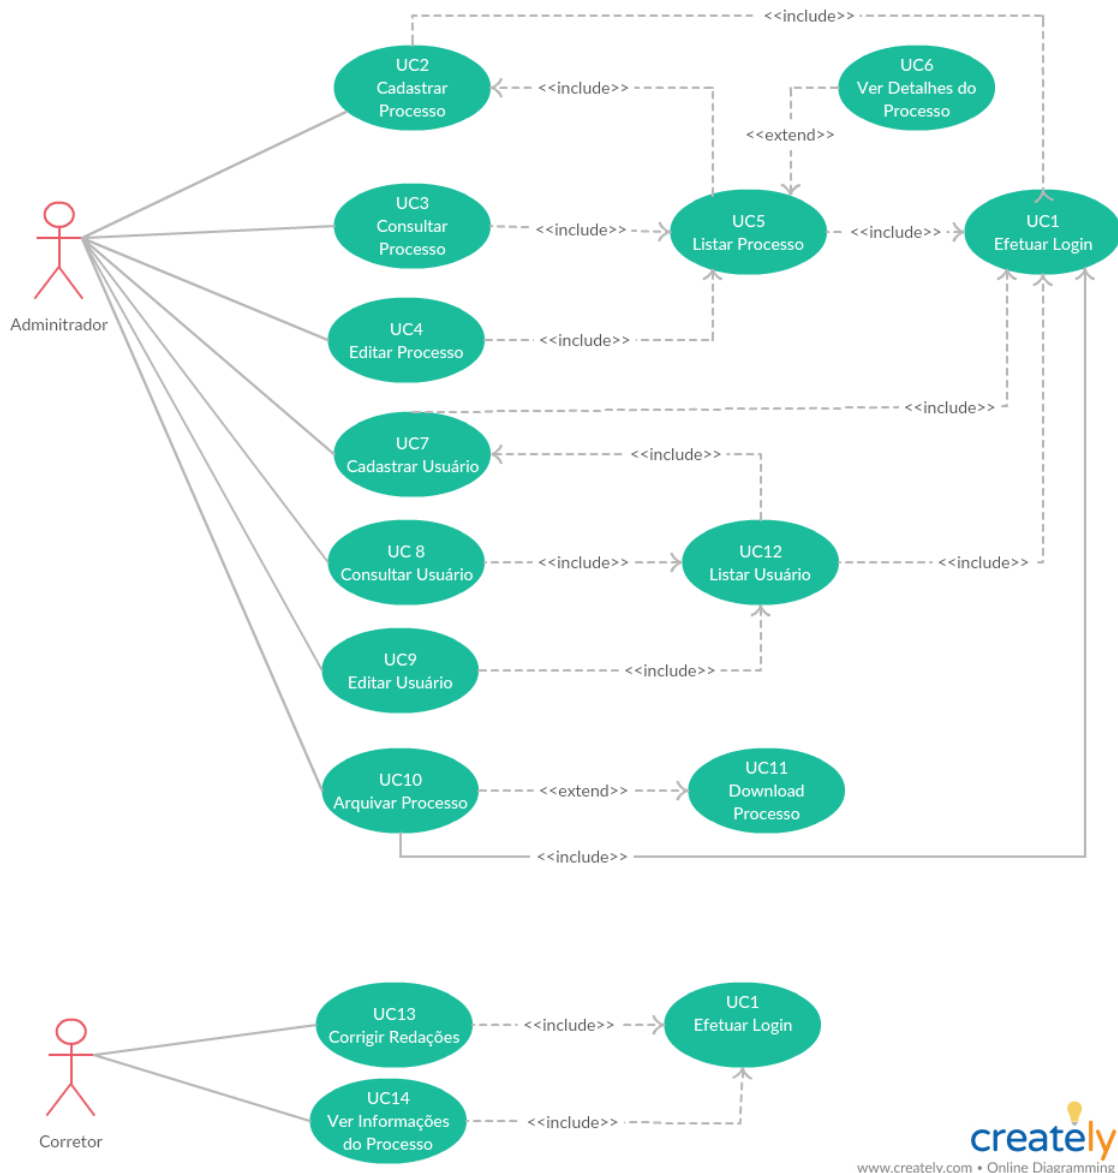 <<include>>
UC2
Cadastrar
Processo
<<include>>
UC6
Ver Detalhes do
Processo
<<extend>>
UC3
Consultar
Processo
<<include>>
UC5
Listar Processo
<<include>>
UC1
Efetuar Login
Adminitrador
UC4
Editar Processo
<<include>>
<<include>>
UC7
Cadastrar Usuário
<<include>>
UC 8
Consultar Usuário
<<include>>
UC12
Listar Usuário
<<include>>
UC9
Editar Usuário
<<include>>
UC10
Arquivar Processo
<<extend>>
UC11
Download
Processo
<<include>>
UC13
Corrigir Redações
<<include>>
UC1
Efetuar Login
Corretor
UC14
Ver Informações
do Processo
<<include>>
creately
www.creately.com • Online Diagramming